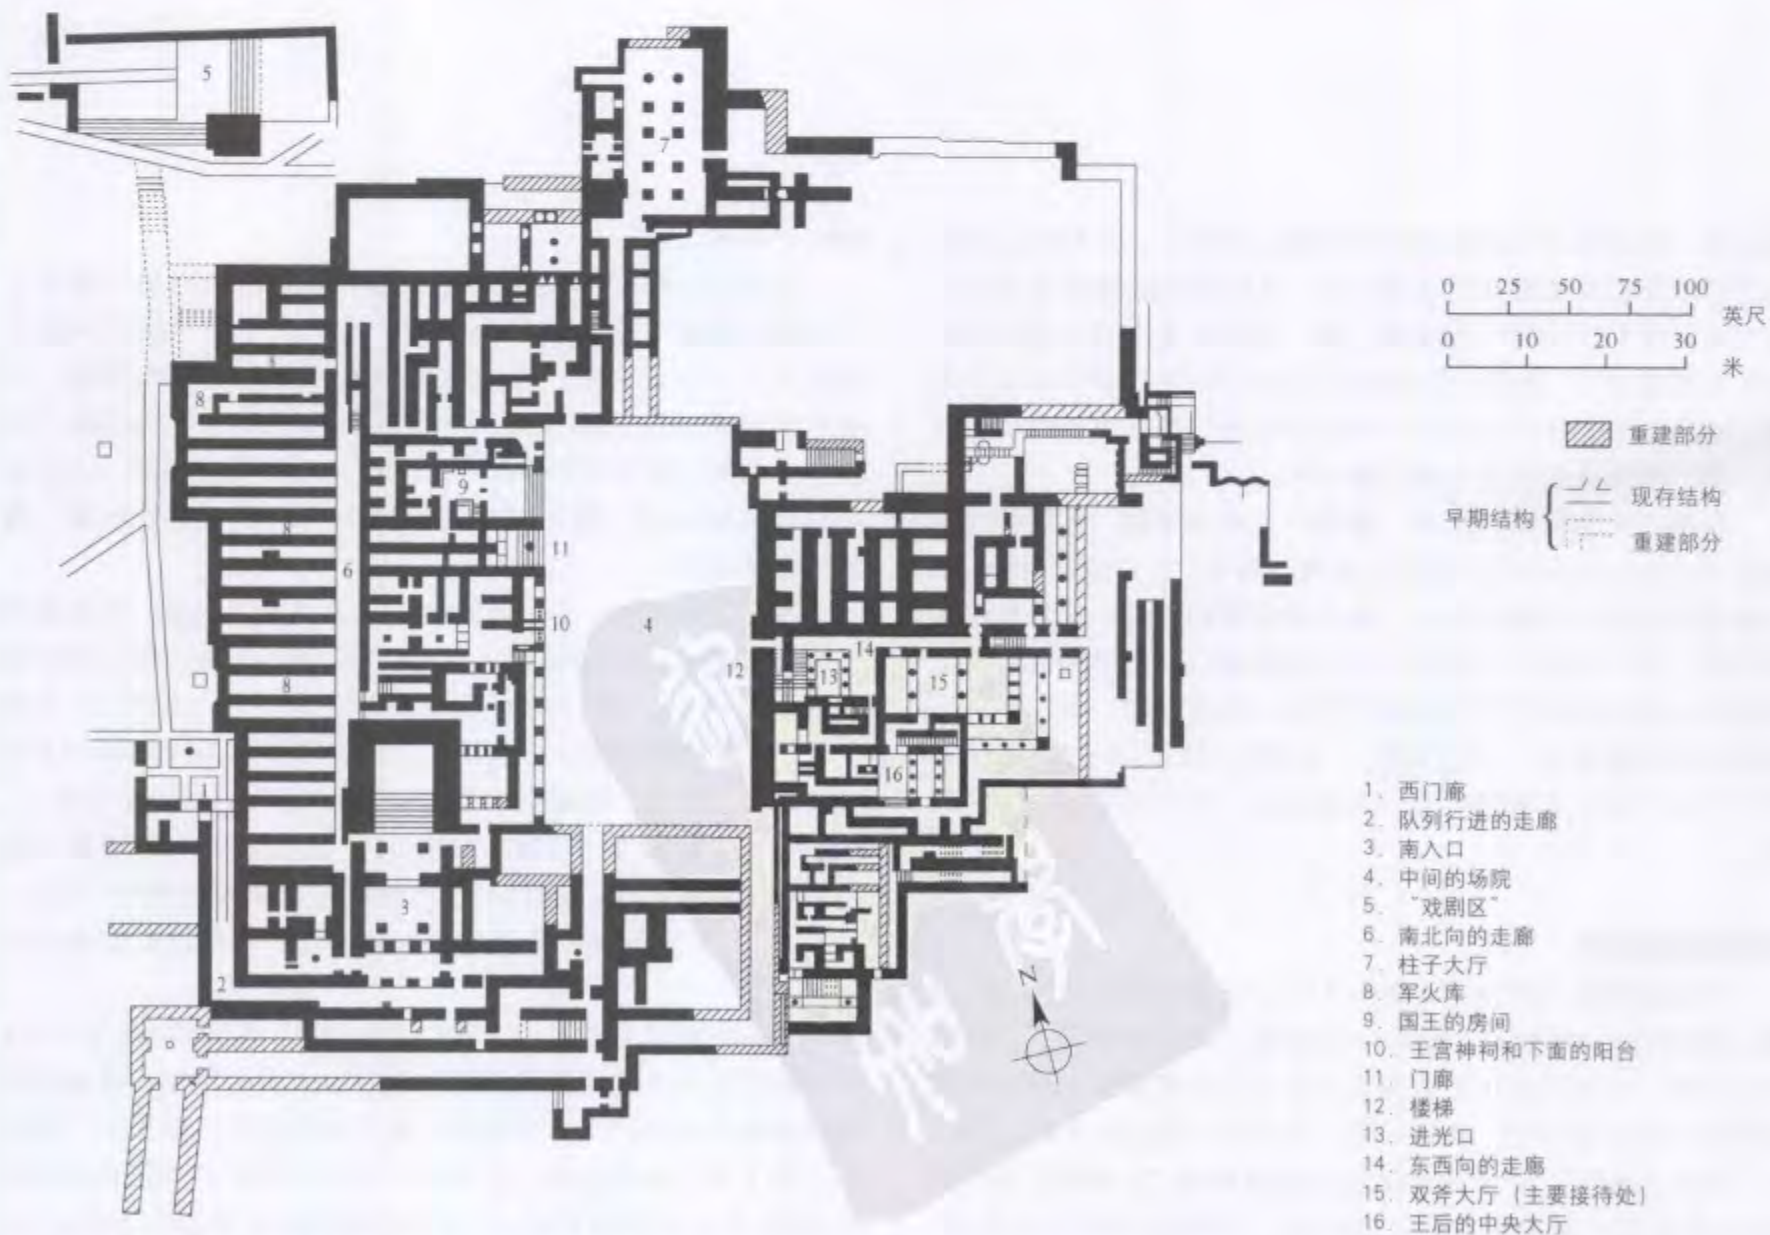 5
7
0 25 50 75 100
英尺
0 10 20 30
米
重建部分
早期结构
现存结构
重建部分
8
8
8
9
11
6
10
4
12
13
14
15
16
1
3
2
N
1. 西门廊
2. 队列行进的走廊
3. 南入口
4. 中间的场院
5. "戏剧区"
6. 南北向的走廊
7. 柱子大厅
8. 军火库
9. 国王的房间
10. 王宫神祠和下面的阳台
11. 门廊
12. 楼梯
13. 进光口
14. 东西向的走廊
15. 双斧大厅（主要接待处）
16. 王后的中央大厅